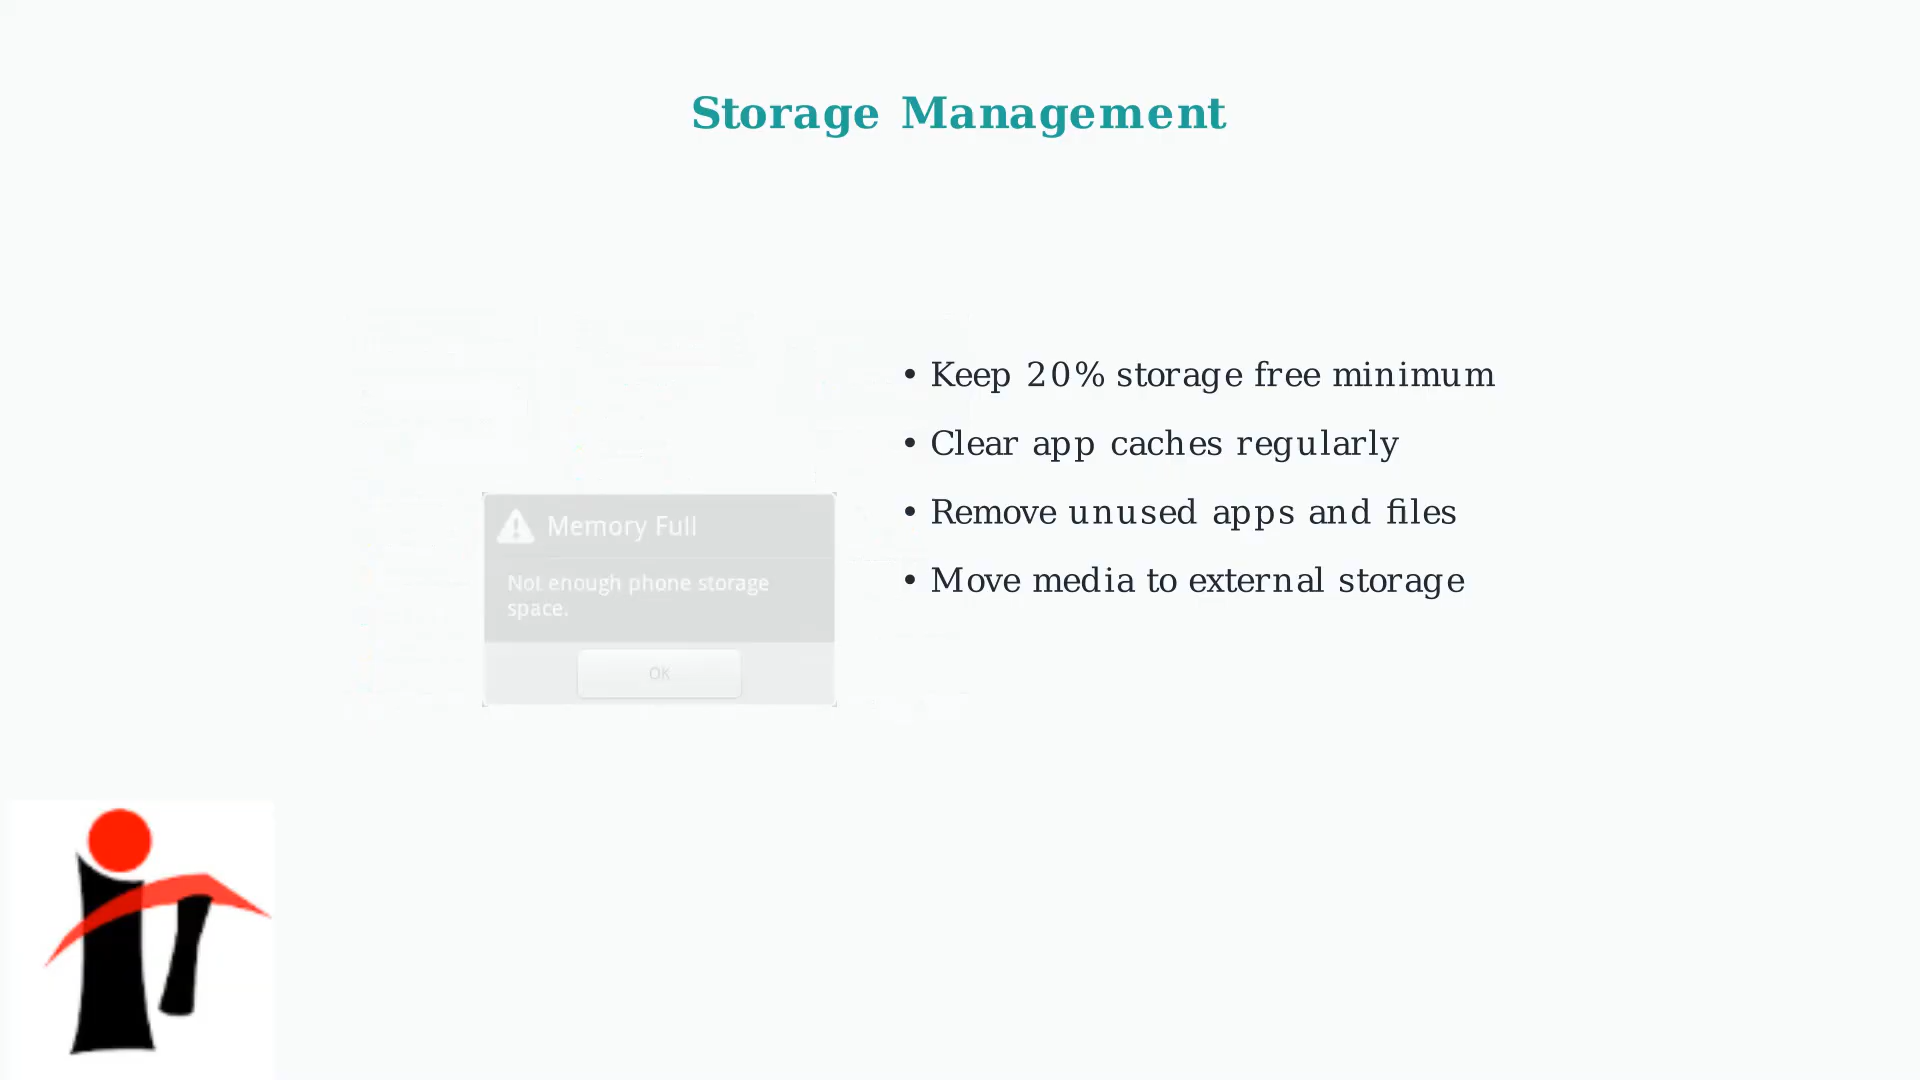 Storage Management
• Keep 20% storage free minimum
• Clear app caches regularly
• Remove unused apps and files
• Move media to external storage
Memory Full
Not enough phone storage
space.
OK